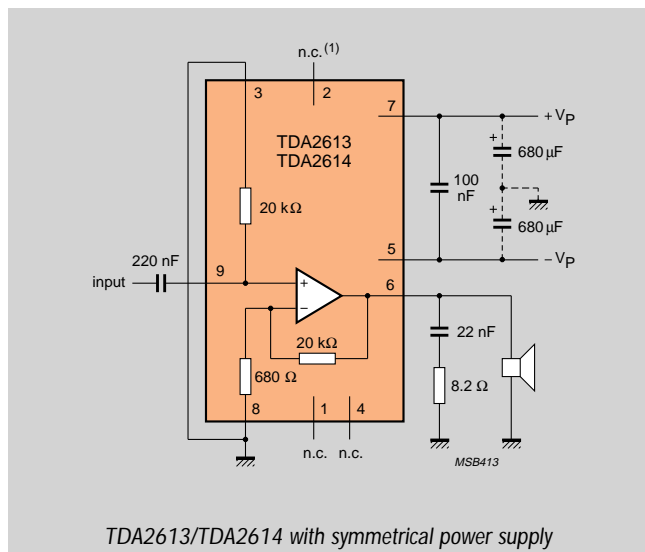 n.c. (1)
3
2
7
+ VP
TDA2613
TDA2614
+
680 µF
100
nF
20 kΩ
+
680 µF
220 nF
5
− VP
input
9
6
+
−
22 nF
20 kΩ
680 Ω
8.2 Ω
8
1
4
n.c.
n.c.
MSB413
TDA2613/TDA2614 with symmetrical power supply